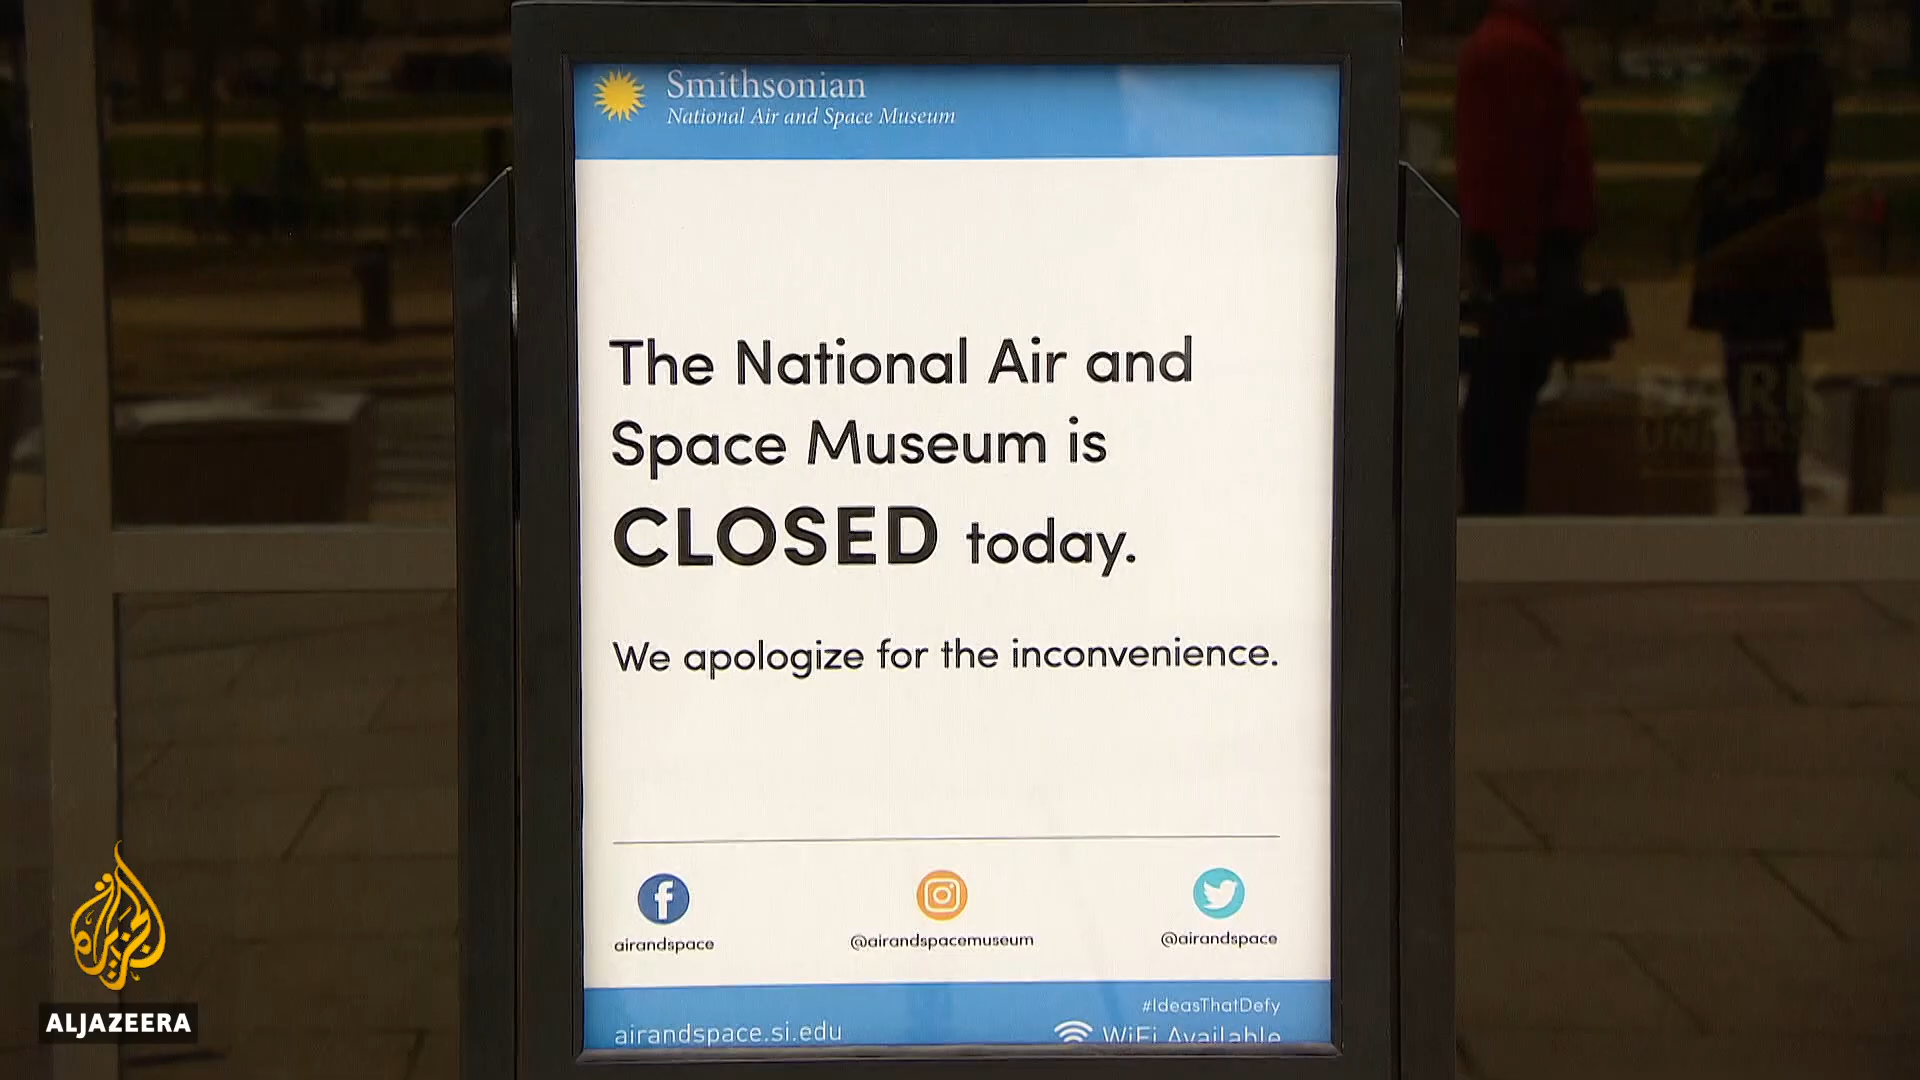 Smithsonian
National Air and Space Museum
The National Air and
Space Museum is
CLOSED today.
We apologize for the inconvenience.
airandspace
@airandspacemuseum
@airandspace
#IdeasThatDefy
airandspace.si.edu
WiFi Available
ALJAZEERA